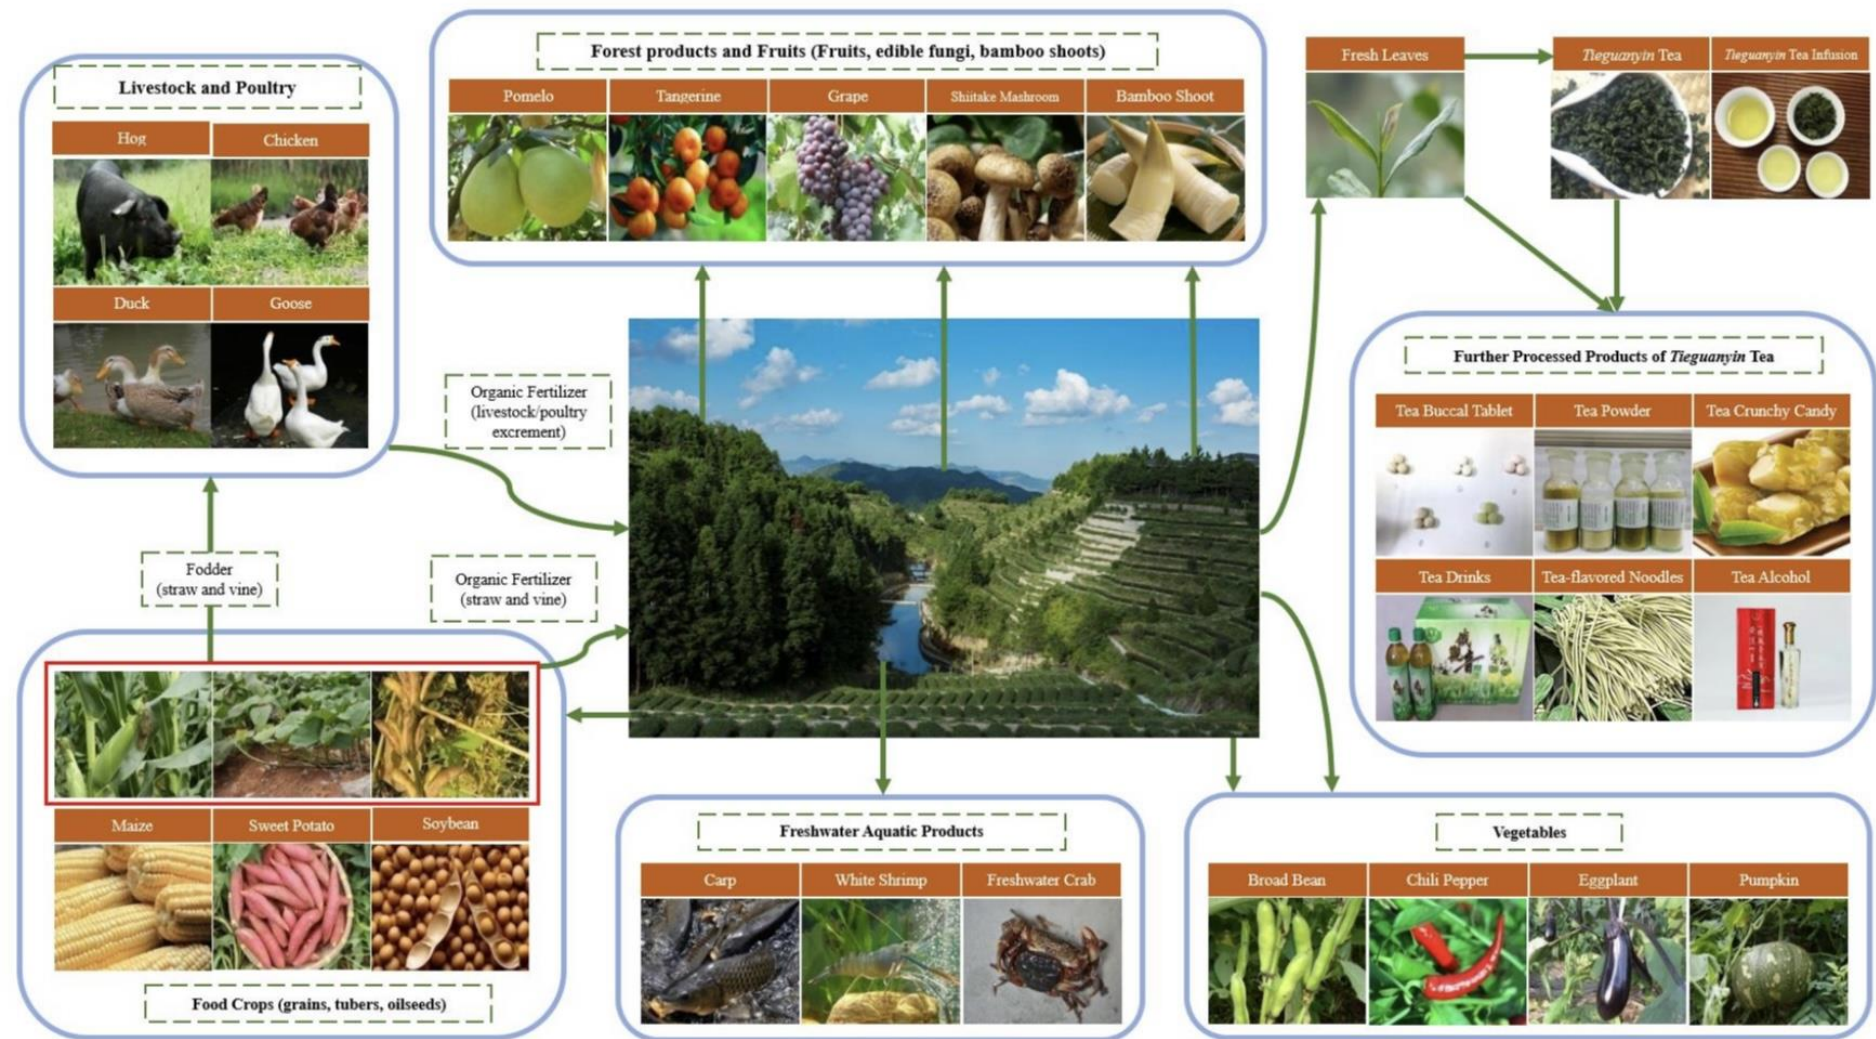 Livestock and Poultry
Hog
Chicken
Duck
Goose
Forest products and Fruits (Fruits, edible fungi, bamboo shoots)
Pomelo
Tangerine
Grape
Shiitake Mashroom
Bamboo Shoot
Fresh Leaves
Tieguanyin Tea
Tieguanyin Tea Infusion
Organic Fertilizer
(livestock/poultry
excrement)
Fodder
(straw and vine)
Organic Fertilizer
(straw and vine)
Further Processed Products of Tieguanyin Tea
Tea Buccal Tablet
Tea Powder
Tea Crunchy Candy
Tea Drinks
Tea-flavored Noodles
Tea Alcohol
Maize
Sweet Potato
Soybean
Food Crops (grains, tubers, oilseeds)
Freshwater Aquatic Products
Carp
White Shrimp
Freshwater Crab
Vegetables
Broad Bean
Chili Pepper
Eggplant
Pumpkin